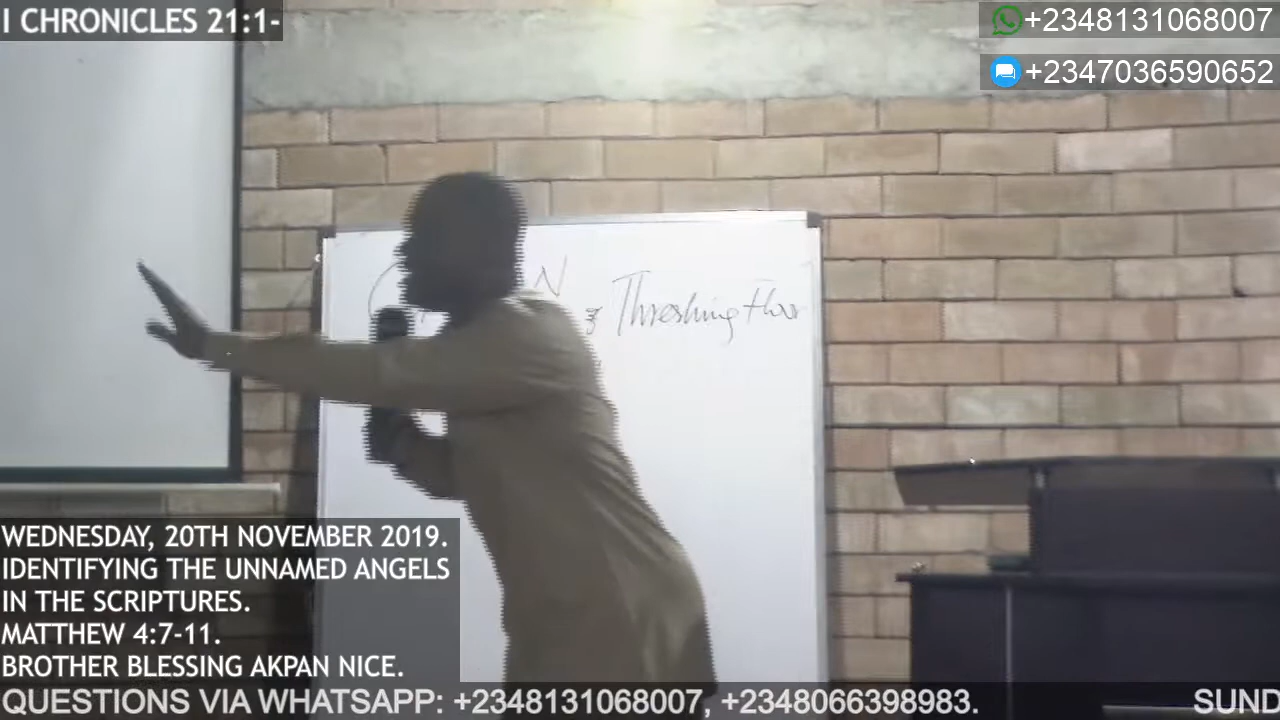 I CHRONICLES 21:1-
+2348131068007
+2347036590652
N
& Threshing Floor
WEDNESDAY, 20TH NOVEMBER 2019.
IDENTIFYING THE UNNAMED ANGELS
IN THE SCRIPTURES.
MATTHEW 4:7-11.
BROTHER BLESSING AKPAN NICE.
QUESTIONS VIA WHATSAPP: +2348131068007, +2348066398983.
SUND